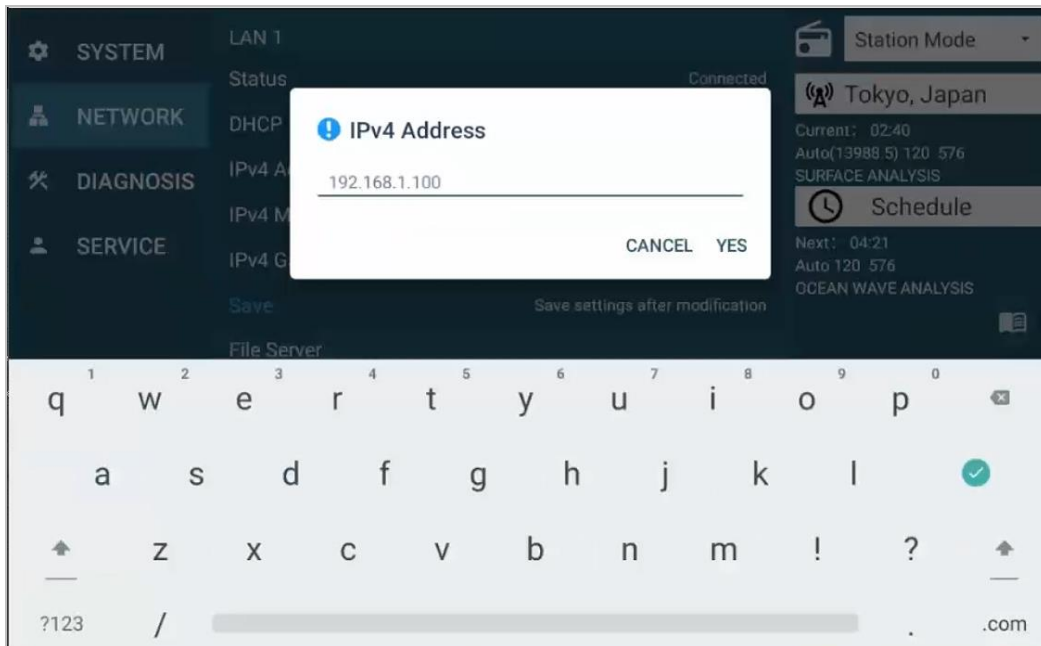 SYSTEM
NETWORK
DIAGNOSIS
SERVICE
LAN 1
Status
Connected
DHCP
IPv4 A
IPv4 M
IPv4 G
Save
Save settings after modification
File Server
IPv4 Address
192.168.1.100
CANCEL YES
Station Mode
Tokyo, Japan
Current: 02:40
Auto(13988.5) 120 576
SURFACE ANALYSIS
Schedule
Next: 04:21
Auto 120 576
OCEAN WAVE ANALYSIS
1 2 3 4 5 6 7 8 9 0
q w e r t y u i o p
a s d f g h j k l
z x c v b n m ! ?
?123 / . .com